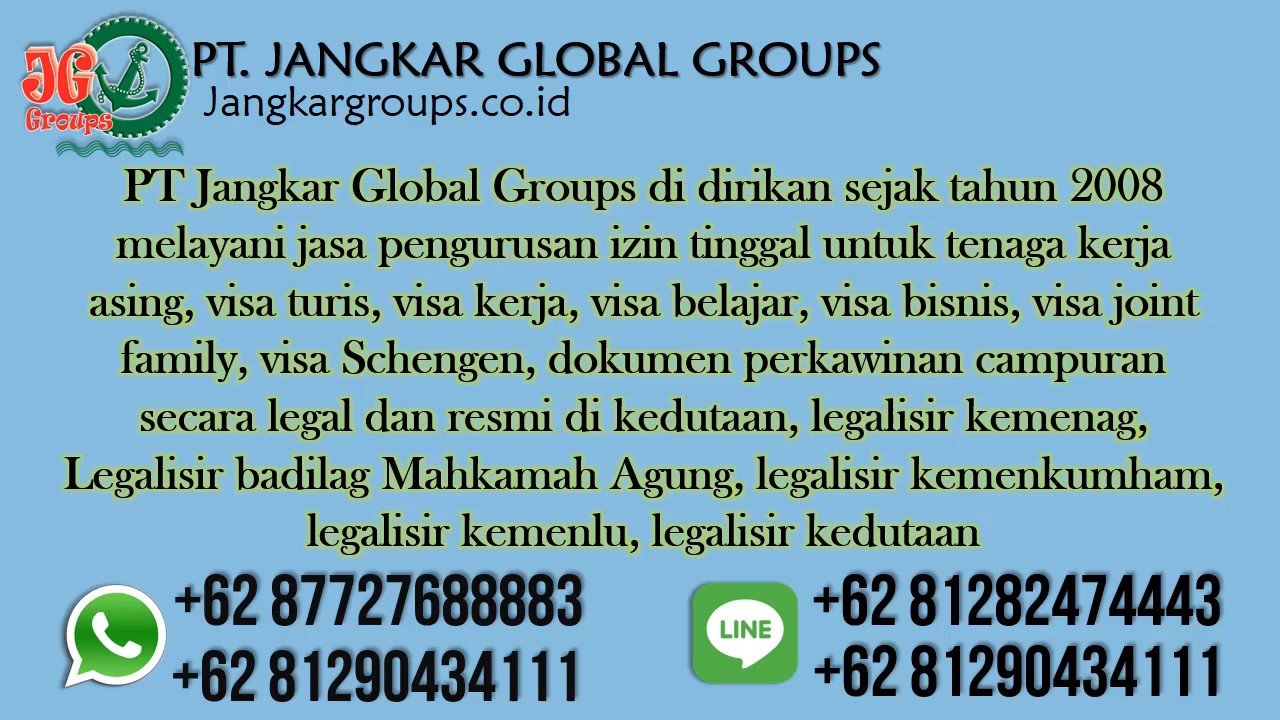 JG
Groups
PT. JANGKAR GLOBAL GROUPS
Jangkargroups.co.id
PT Jangkar Global Groups di dirikan sejak tahun 2008
melayani jasa pengurusan izin tinggal untuk tenaga kerja
asing, visa turis, visa kerja, visa belajar, visa bisnis, visa joint
family, visa Schengen, dokumen perkawinan campuran
secara legal dan resmi di kedutaan, legalisir kemenag,
Legalisir badilag Mahkamah Agung, legalisir kemenkumham,
legalisir kemenlu, legalisir kedutaan
+62 87727688883
+62 81290434111
LINE
+62 81282474443
+62 81290434111